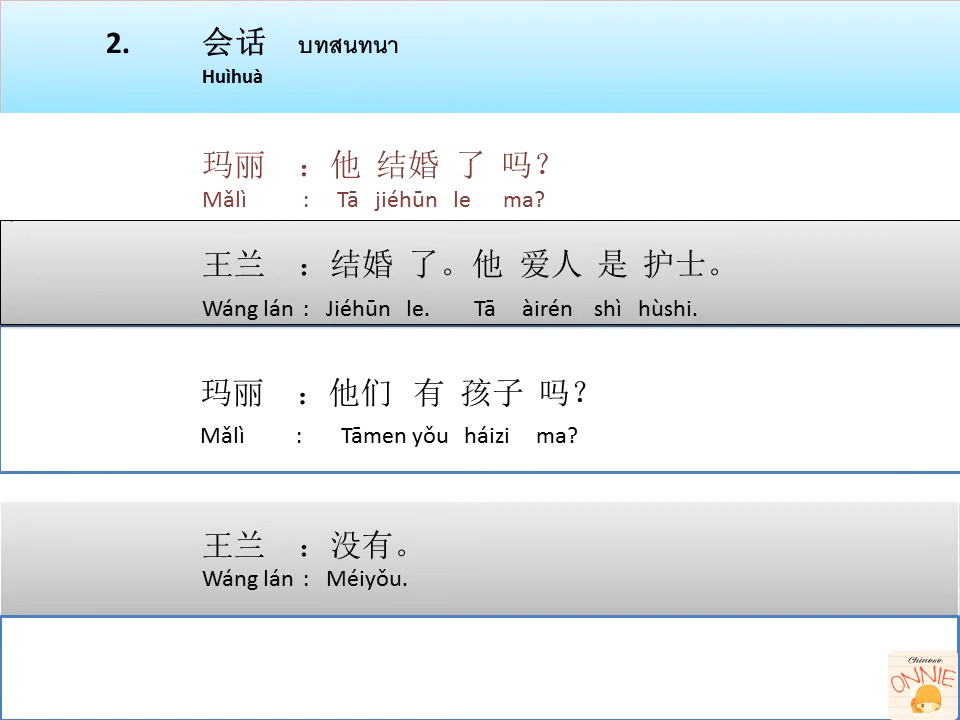 2. 会话 บทสนทนา
Huìhuà
玛丽 : 他 结婚 了 吗?
Mǎlì : Tā jiéhūn le ma?
王兰 : 结婚 了。他 爱人 是 护士。
Wáng lán : Jiéhūn le. Tā àirén shì hùshi.
玛丽 : 他们 有 孩子 吗?
Mǎlì : Tāmen yǒu háizi ma?
王兰 : 没有。
Wáng lán : Méiyǒu.
Chinese
ONNIE